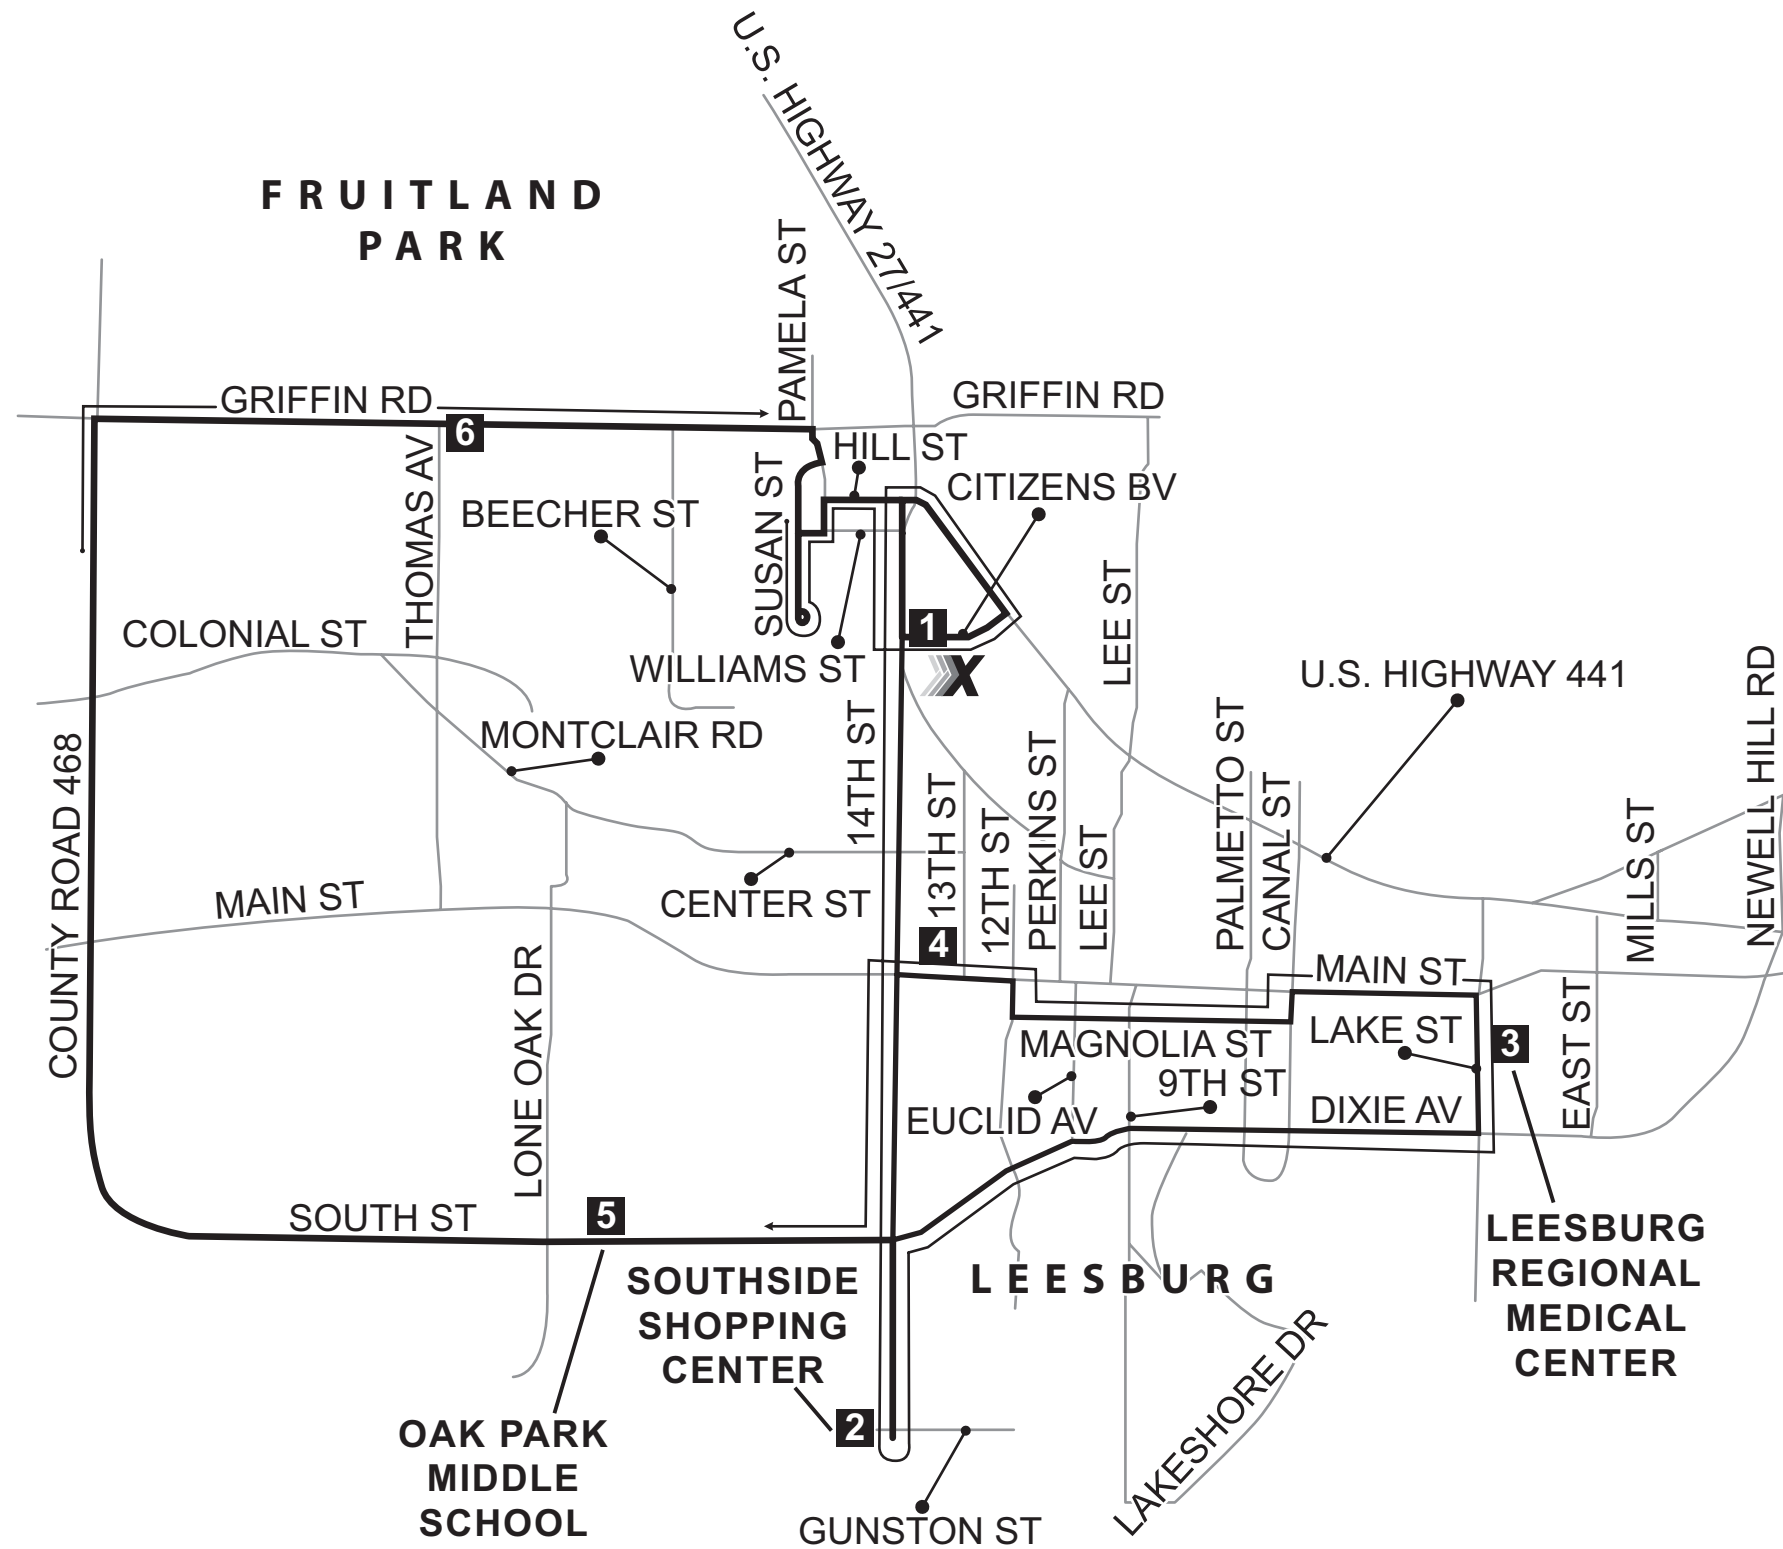 U.S. HIGHWAY 27/441
FRUITLAND
PARK
PAMELA ST
GRIFFIN RD
GRIFFIN RD
6
HILL ST
CITIZENS BV
THOMAS AV
BEECHER ST
SUSAN ST
LEE ST
1
COLONIAL ST
WILLIAMS ST
X
U.S. HIGHWAY 441
NEWELL HILL RD
MONTCLAIR RD
14TH ST
COUNTY ROAD 468
13TH ST
12TH ST
PERKINS ST
LEE ST
PALMETTO ST
CANAL ST
MILLS ST
MAIN ST
CENTER ST
4
MAIN ST
LONE OAK DR
MAGNOLIA ST
LAKE ST
3
EAST ST
9TH ST
EUCLID AV
DIXIE AV
SOUTH ST
5
LEESBURG
REGIONAL
MEDICAL
CENTER
SOUTHSIDE
SHOPPING
CENTER
LEESBURG
LAKESHORE DR
2
OAK PARK
MIDDLE
SCHOOL
GUNSTON ST